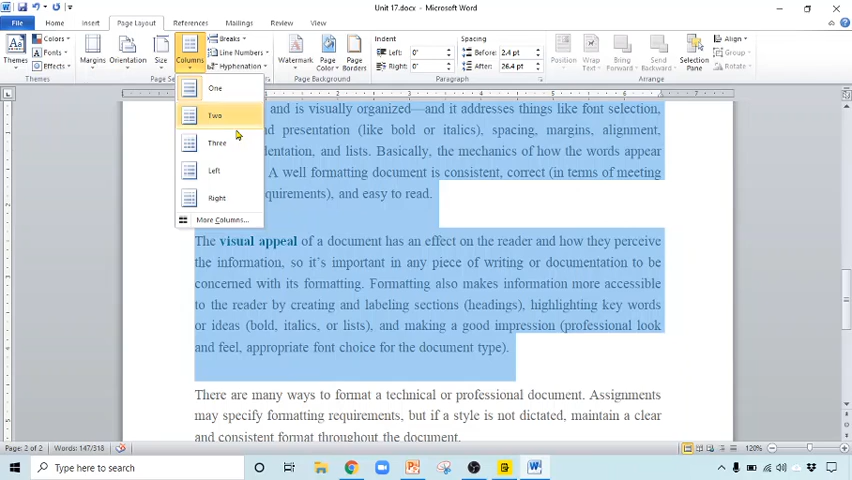 Unit 17.docx - Microsoft Word
File Home Insert Page Layout References Mailings Review View
Themes Colors Fonts Effects Margins Orientation Size Columns Breaks Line Numbers Hyphenation Watermark Page Color Page Borders Indent Left: 0" Right: 0" Spacing Before: 2.4 pt After: 26.4 pt Position Wrap Text Bring Forward Send Backward Selection Pane Align Group Rotate
Themes Page Se Page Background Paragraph Arrange
One
Two
Three
Left
Right
More Columns...
and is visually organized—and it addresses things like font selection,
presentation (like bold or italics), spacing, margins, alignment,
dentation, and lists. Basically, the mechanics of how the words appear
A well formatting document is consistent, correct (in terms of meeting
quirements), and easy to read.
The visual appeal of a document has an effect on the reader and how they perceive
the information, so it's important in any piece of writing or documentation to be
concerned with its formatting. Formatting also makes information more accessible
to the reader by creating and labeling sections (headings), highlighting key words
or ideas (bold, italics, or lists), and making a good impression (professional look
and feel, appropriate font choice for the document type).
There are many ways to format a technical or professional document. Assignments
may specify formatting requirements, but if a style is not dictated, maintain a clear
and consistent format throughout the document.
Page: 2 of 2 Words: 147/318 120%
Type here to search